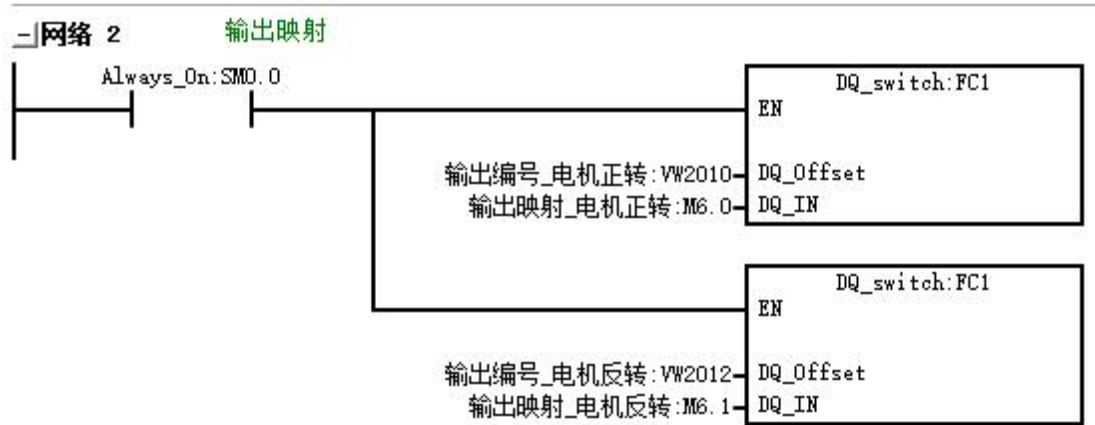 网络 2 输出映射
Always_On:SM0.0
DQ_switch:FC1
EN
输出编号_电机正转:VW2010 DQ_Offset
输出映射_电机正转:M6.0 DQ_IN
DQ_switch:FC1
EN
输出编号_电机反转:VW2012 DQ_Offset
输出映射_电机反转:M6.1 DQ_IN